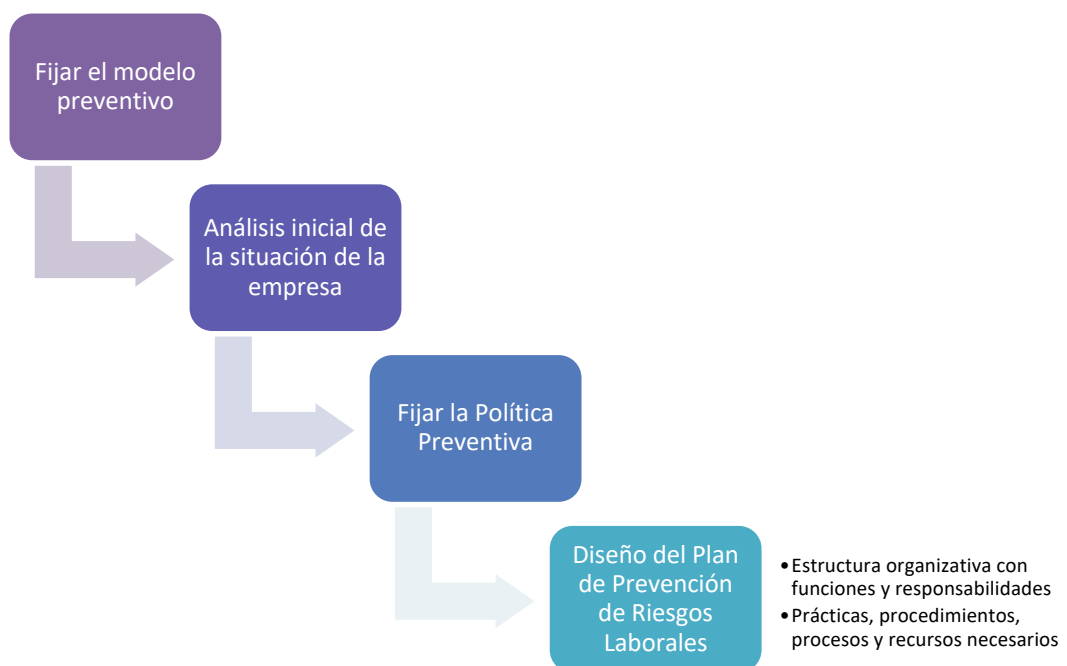 Fijar el modelo
preventivo
Análisis inicial de
la situación de la
empresa
Fijar la Política
Preventiva
Diseño del Plan
de Prevención
de Riesgos
Laborales
•Estructura organizativa con
funciones y responsabilidades
•Prácticas, procedimientos,
procesos y recursos necesarios